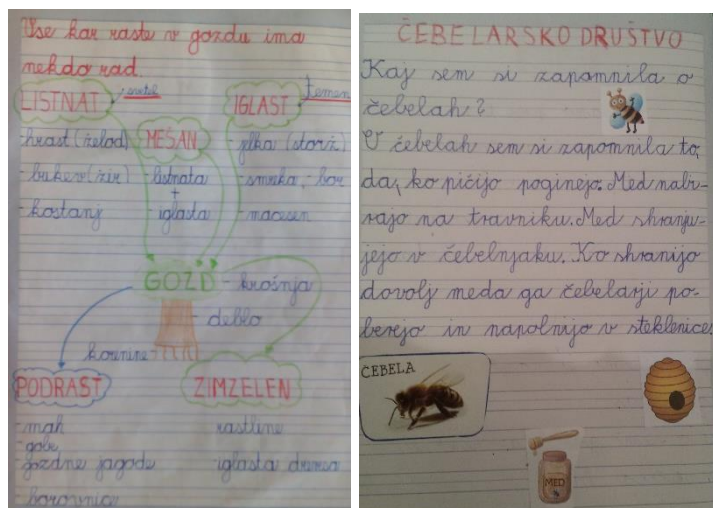 Vse kar raste v gozdu ima
nekdo rad.
LISTNAT svetel
IGLAST temen
MEŠAN
-hrast (želod)
-bukev (žir)
-kostanj
-listnata
+
-iglasta
-jelka (storž)
-smreka, -bor
-macesen
GOZD -krošnja
-deblo
korenine
PODRAST
ZIMZELEN
-mah
-gobe
-gozdne jagode
-borovnice
rastline
iglasta drevesa
ČEBELARSKO DRUŠTVO
Kaj sem si zapomnila o
čebelah?
O čebelah sem si zapomnila to,
da, ko pičijo poginejo. Med nabi-
rajo na travniku. Med shranju-
jejo v čebelnjaku. Ko shranijo
dovolj meda ga čebelarji po-
berejo in napolnijo v steklenice.
ČEBELA
MED